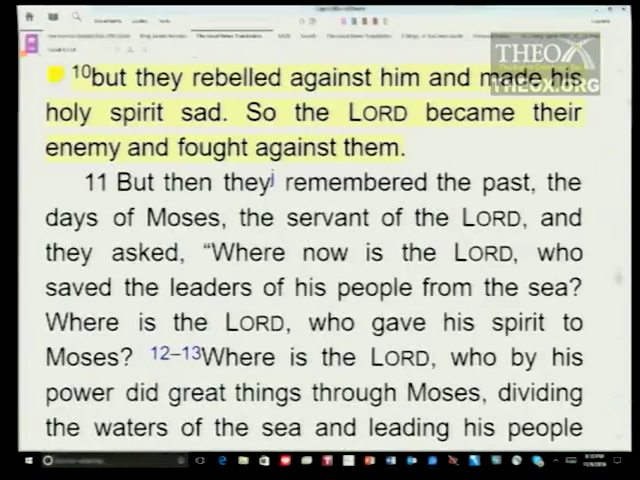 THEOX
THEOX.ORG
10but they rebelled against him and made his
holy spirit sad. So the LORD became their
enemy and fought against them.
11 But then theyj remembered the past, the
days of Moses, the servant of the LORD, and
they asked, “Where now is the LORD, who
saved the leaders of his people from the sea?
Where is the LORD, who gave his spirit to
Moses? 12–13Where is the LORD, who by his
power did great things through Moses, dividing
the waters of the sea and leading his people